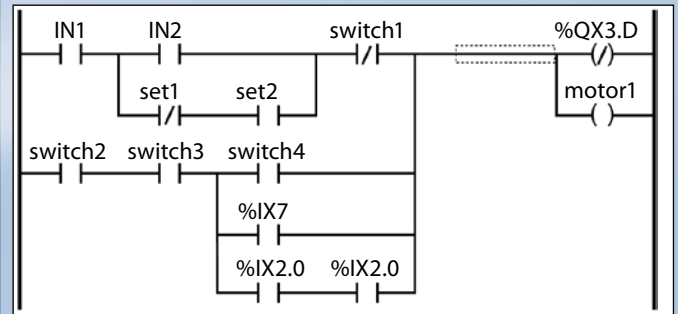 IN1 IN2 switch1 %QX3.D
set1 set2 motor1
switch2 switch3 switch4
%IX7
%IX2.0 %IX2.0